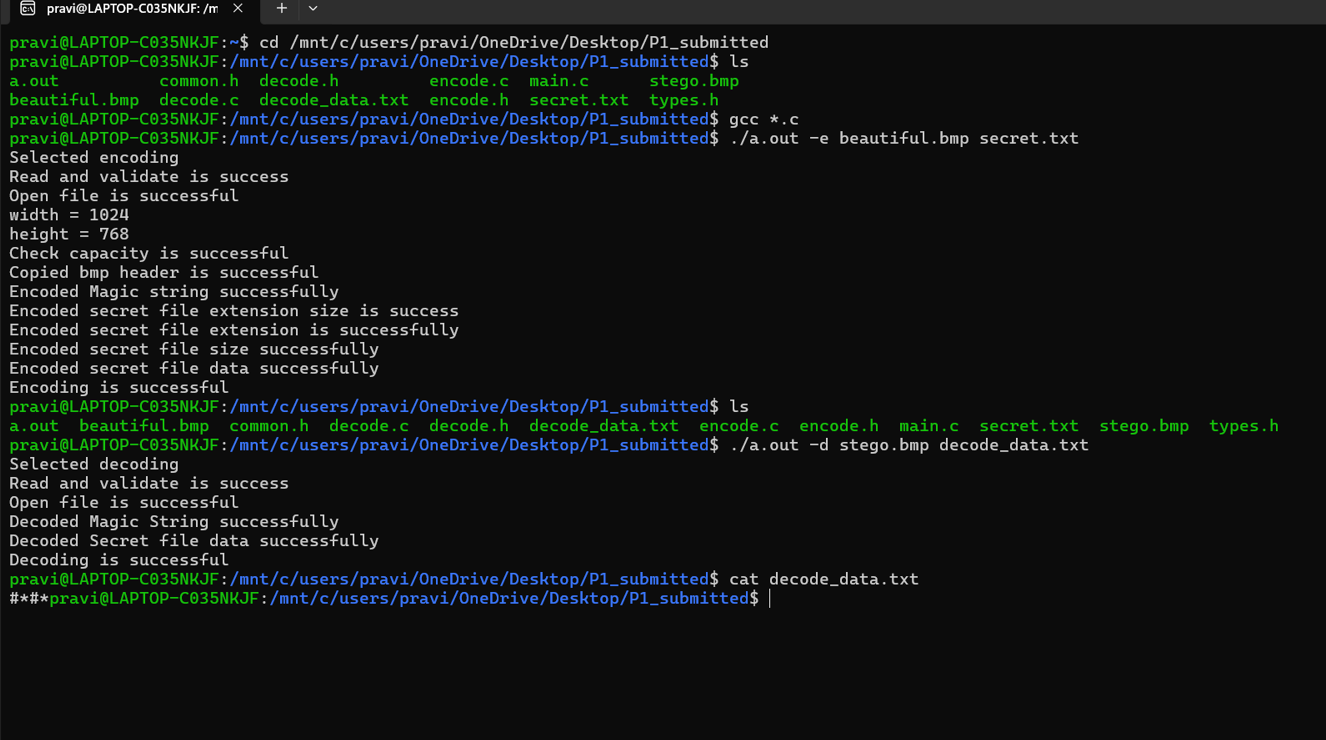 pravi@LAPTOP-C035NKJF: /m
pravi@LAPTOP-C035NKJF:~$ cd /mnt/c/users/pravi/OneDrive/Desktop/P1_submitted
pravi@LAPTOP-C035NKJF:/mnt/c/users/pravi/OneDrive/Desktop/P1_submitted$ ls
a.out          common.h  decode.h         encode.c  main.c      stego.bmp
beautiful.bmp  decode.c  decode_data.txt  encode.h  secret.txt  types.h
pravi@LAPTOP-C035NKJF:/mnt/c/users/pravi/OneDrive/Desktop/P1_submitted$ gcc *.c
pravi@LAPTOP-C035NKJF:/mnt/c/users/pravi/OneDrive/Desktop/P1_submitted$ ./a.out -e beautiful.bmp secret.txt
Selected encoding
Read and validate is success
Open file is successful
width = 1024
height = 768
Check capacity is successful
Copied bmp header is successful
Encoded Magic string successfully
Encoded secret file extension size is success
Encoded secret file extension is successfully
Encoded secret file size successfully
Encoded secret file data successfully
Encoding is successful
pravi@LAPTOP-C035NKJF:/mnt/c/users/pravi/OneDrive/Desktop/P1_submitted$ ls
a.out  beautiful.bmp  common.h  decode.c  decode.h  decode_data.txt  encode.c  encode.h  main.c  secret.txt  stego.bmp  types.h
pravi@LAPTOP-C035NKJF:/mnt/c/users/pravi/OneDrive/Desktop/P1_submitted$ ./a.out -d stego.bmp decode_data.txt
Selected decoding
Read and validate is success
Open file is successful
Decoded Magic String successfully
Decoded Secret file data successfully
Decoding is successful
pravi@LAPTOP-C035NKJF:/mnt/c/users/pravi/OneDrive/Desktop/P1_submitted$ cat decode_data.txt
#*#*pravi@LAPTOP-C035NKJF:/mnt/c/users/pravi/OneDrive/Desktop/P1_submitted$